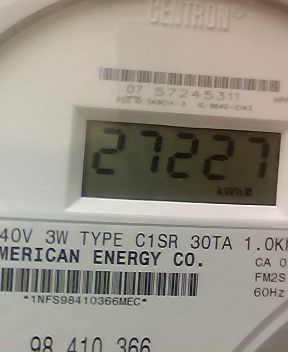 CENTRON®
07 57245311
27227
kWh
40V 3W TYPE C1SR 30TA 1.0K
MERICAN ENERGY CO.
CA 0
FM2S
60Hz
*1NFS98410366MEC*
98 410 366